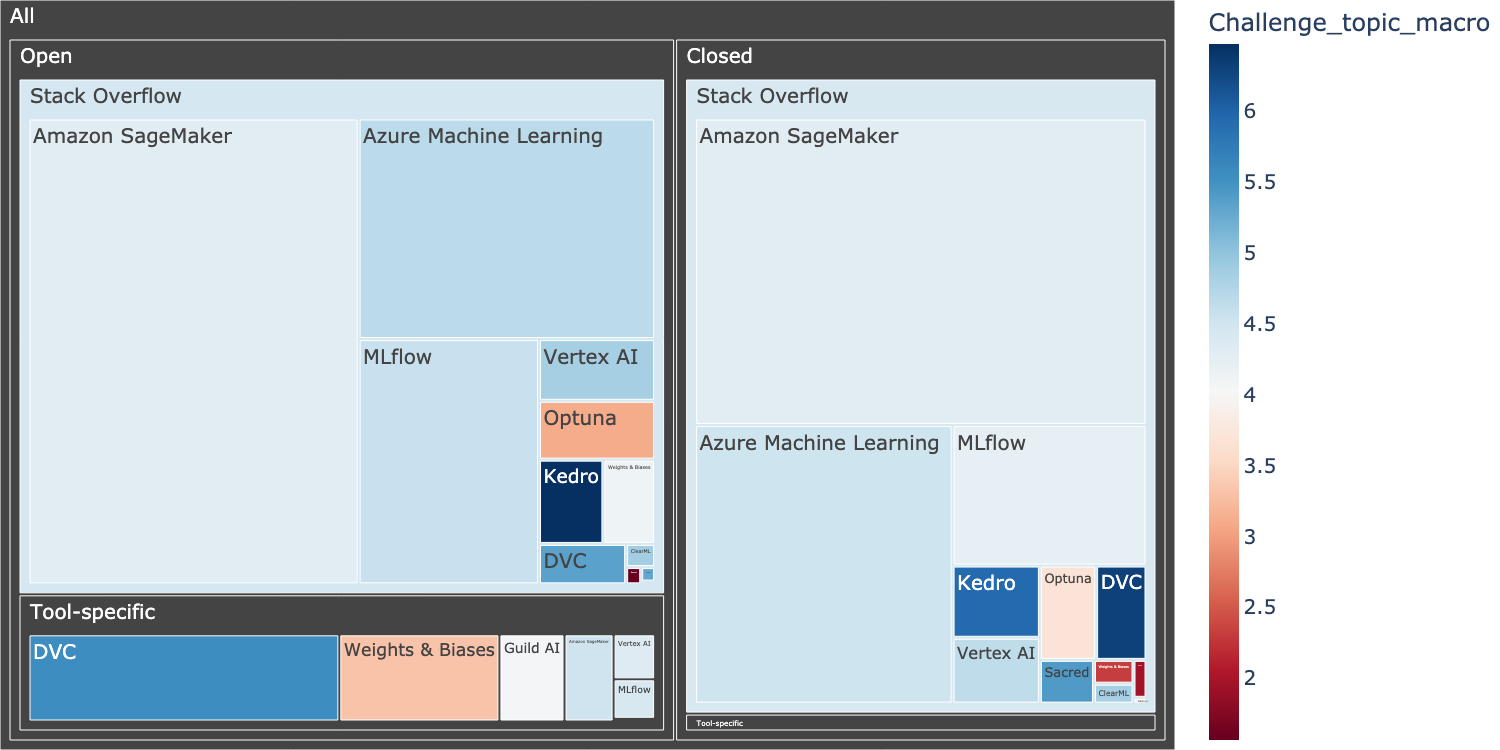 All
Open
Stack Overflow
Amazon SageMaker
Azure Machine Learning
MLflow
Vertex AI
Optuna
Kedro
Weights & Biases
DVC
ClearML
Tool-specific
DVC
Weights & Biases
Guild AI
Amazon SageMaker
Vertex AI
MLflow
Closed
Stack Overflow
Amazon SageMaker
Azure Machine Learning
MLflow
Kedro
Optuna
DVC
Vertex AI
Sacred
Weights & Biases
ClearML
Tool-specific
Challenge_topic_macro
6
5.5
5
4.5
4
3.5
3
2.5
2